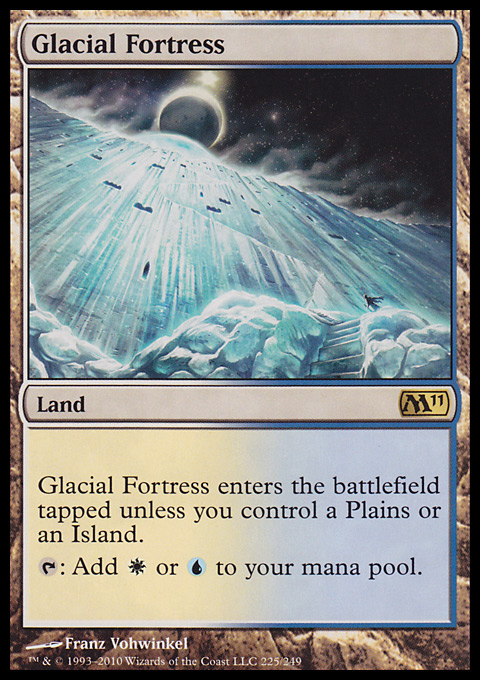 Glacial Fortress
Land
M11
Glacial Fortress enters the battlefield
tapped unless you control a Plains or
an Island.
: Add or to your mana pool.
Franz Vohwinkel
™ & © 1993–2010 Wizards of the Coast LLC 225/249